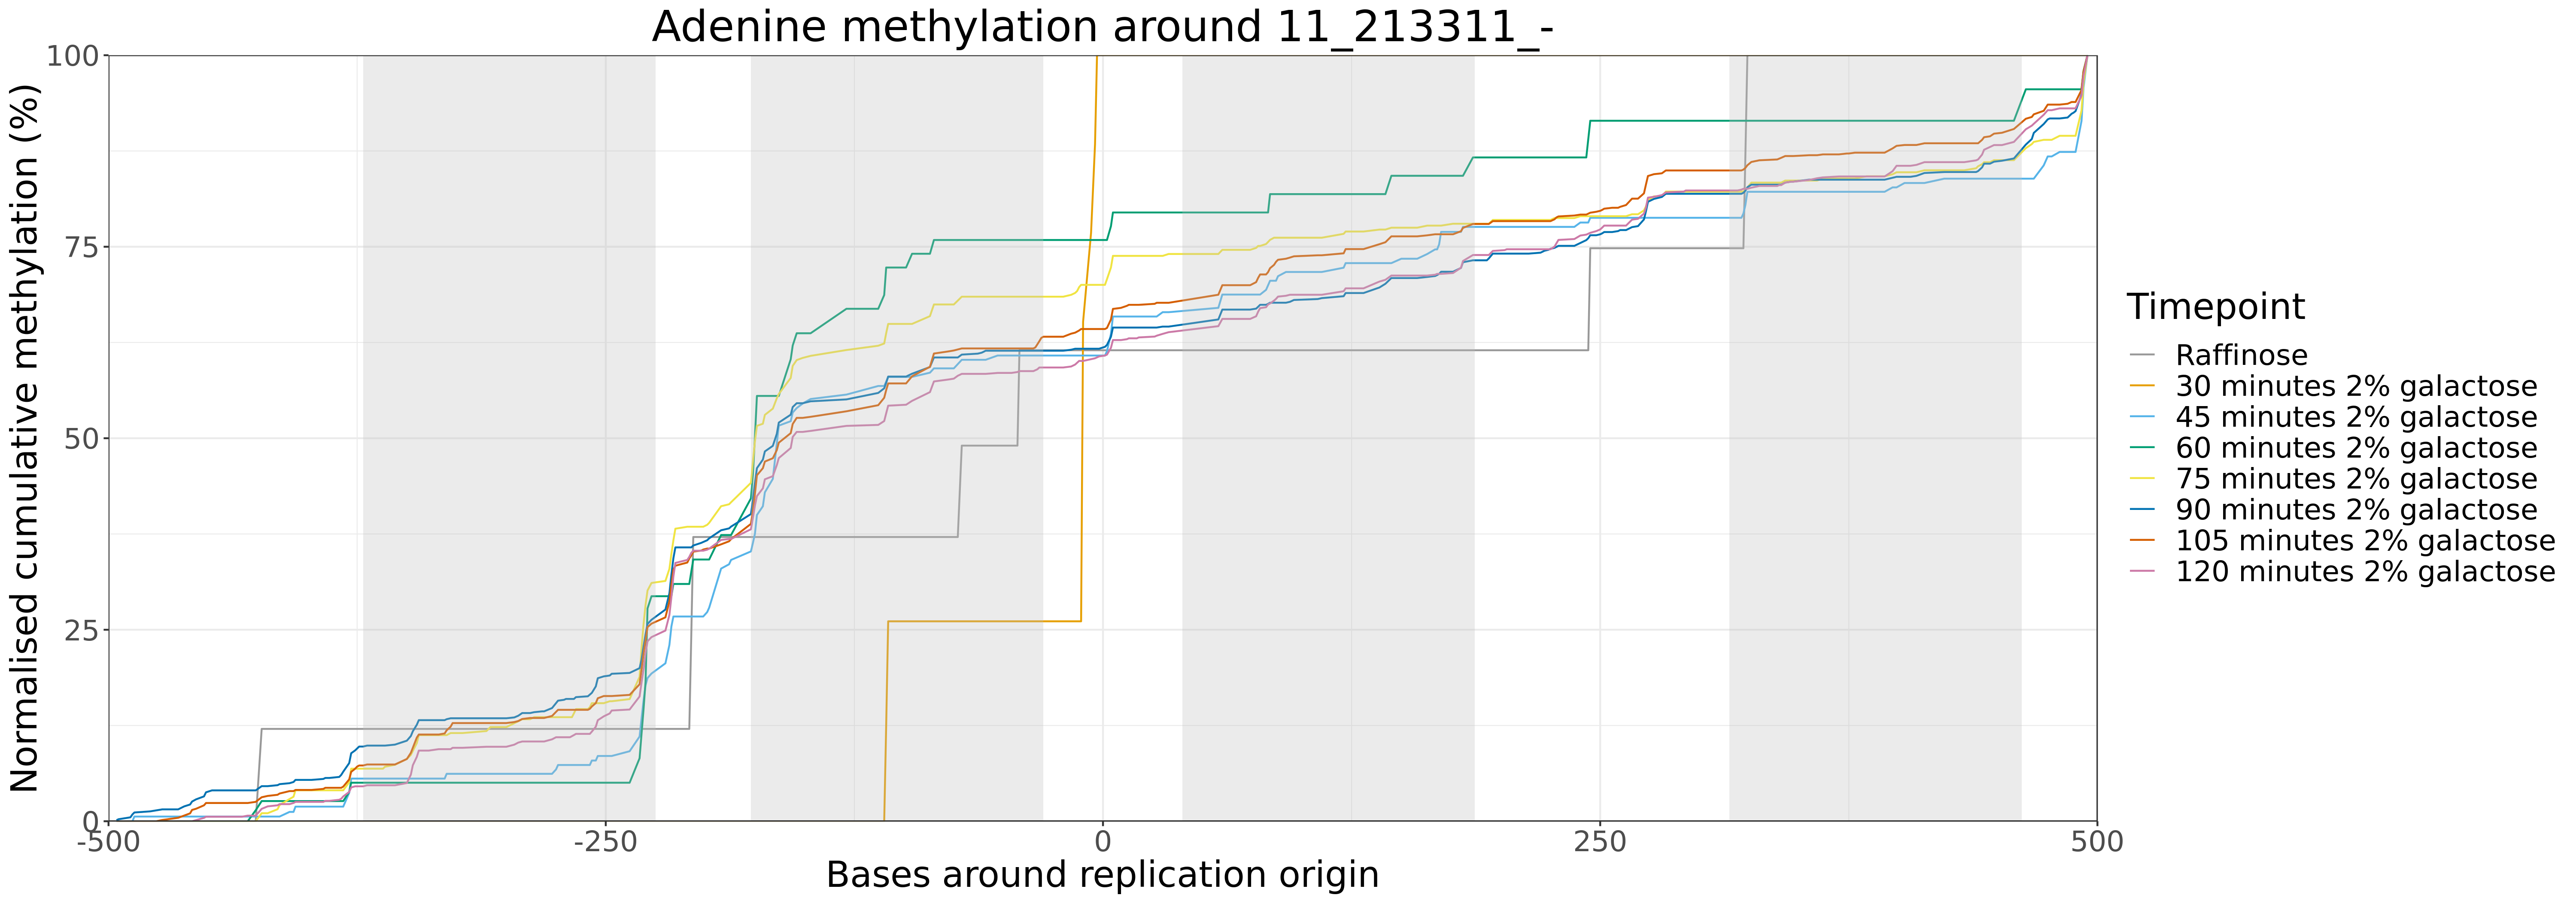 Adenine methylation around 11_213311_-
Normalised cumulative methylation (%)
100
75
50
25
0
-500
-250
0
250
500
Bases around replication origin
Timepoint
Raffinose
30 minutes 2% galactose
45 minutes 2% galactose
60 minutes 2% galactose
75 minutes 2% galactose
90 minutes 2% galactose
105 minutes 2% galactose
120 minutes 2% galactose